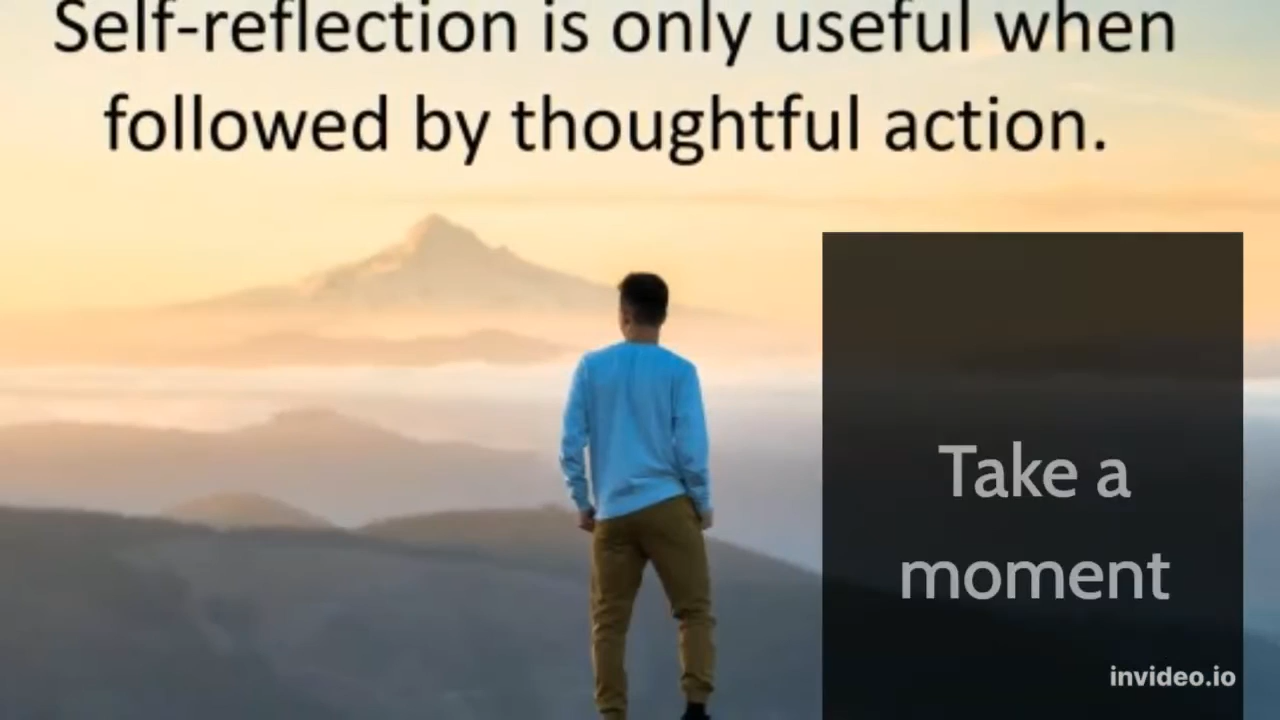 Self-reflection is only useful when
followed by thoughtful action.
Take a
moment
invideo.io